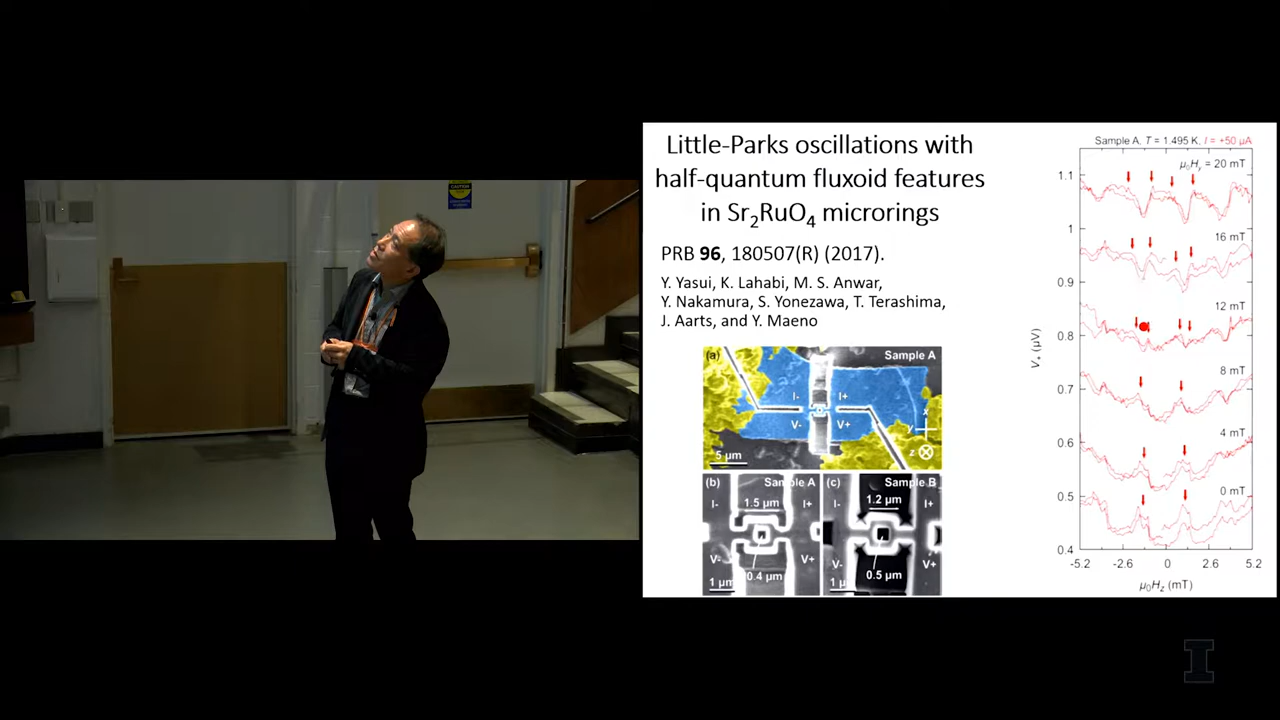 CAUTION
Little-Parks oscillations with
half-quantum fluxoid features
in Sr₂RuO₄ microrings
PRB 96, 180507(R) (2017).
Y. Yasui, K. Lahabi, M. S. Anwar,
Y. Nakamura, S. Yonezawa, T. Terashima,
J. Aarts, and Y. Maeno
(a)
Sample A
I-
I+
V-
V+
x
y
z
5 μm
(b)
Sample A
1.5 μm
I-
I+
V-
V+
0.4 μm
1 μm
(c)
Sample B
1.2 μm
I-
I+
V-
V+
0.5 μm
1 μm
Sample A, T = 1.495 K, I = +50 μA
μ₀Hᵧ = 20 mT
16 mT
12 mT
8 mT
4 mT
0 mT
V₊ (μV)
1.1
1
0.9
0.8
0.7
0.6
0.5
0.4
-5.2
-2.6
0
2.6
5.2
μ₀H_z (mT)
I